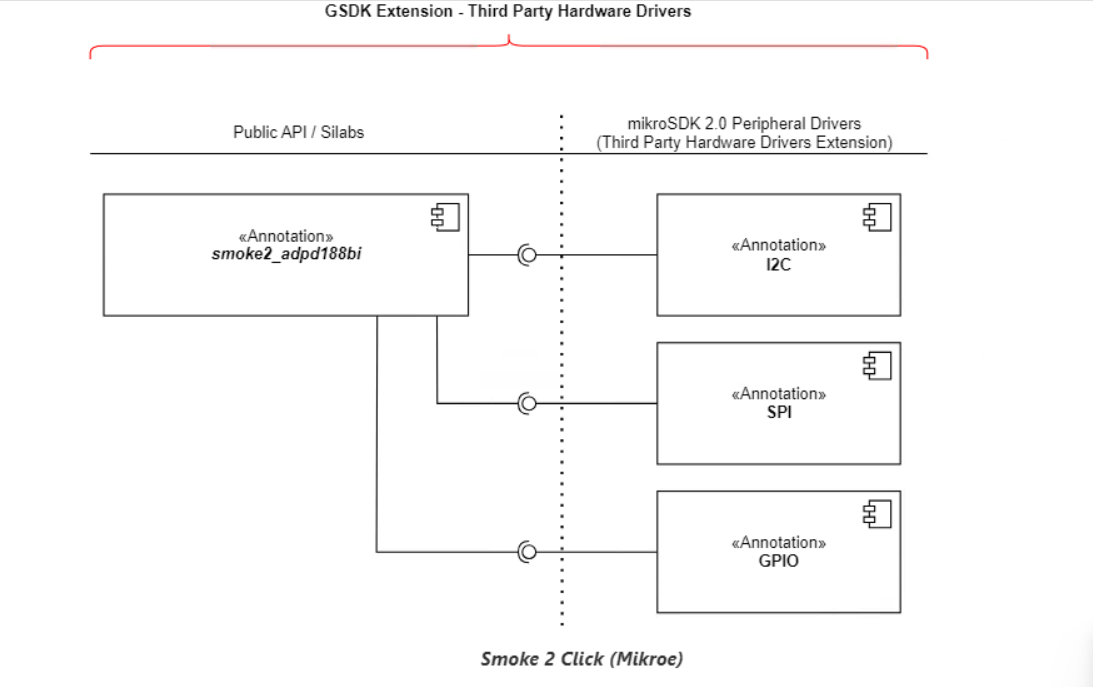 GSDK Extension - Third Party Hardware Drivers
Public API / Silabs
mikroSDK 2.0 Peripheral Drivers
(Third Party Hardware Drivers Extension)
«Annotation»
smoke2_adpd188bi
«Annotation»
I2C
«Annotation»
SPI
«Annotation»
GPIO
Smoke 2 Click (Mikroe)